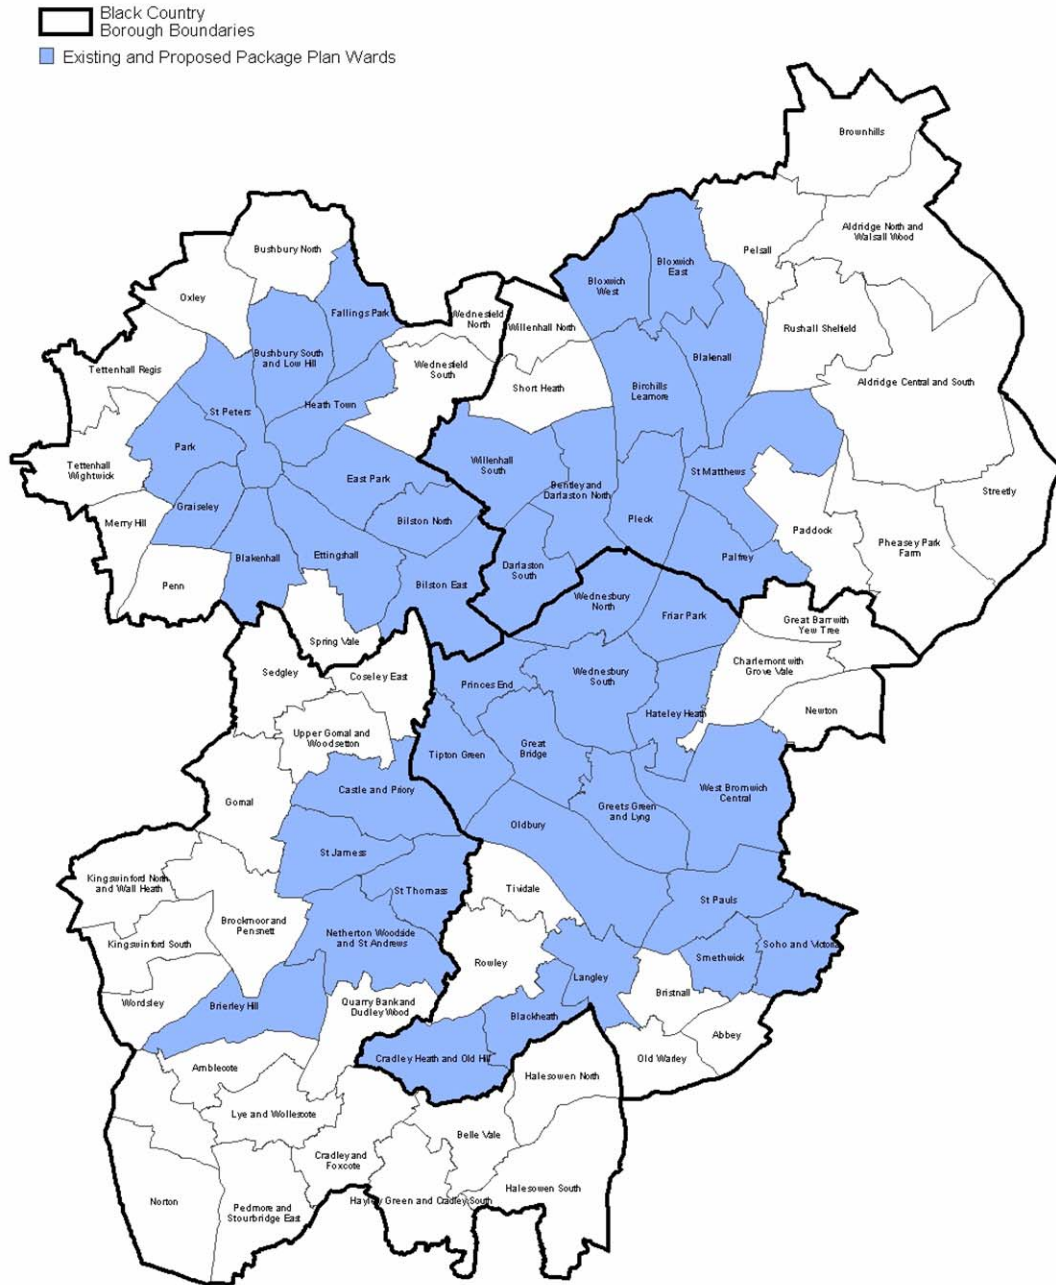 Black Country
Borough Boundaries
Existing and Proposed Package Plan Wards
Brownhills
Aldridge North and
Walsall Wood
Pelsall
Bloxwich
East
Bloxwich
West
Bushbury North
Oxley
Fallings Park
Wednesfield
North
Willenhall North
Rushall Shelfield
Bushbury South
and Low Hill
Blakenall
Wednesfield
South
Tettenhall Regis
Short Heath
Birchills
Leamore
Aldridge Central and South
St Peters
Heath Town
Park
Tettenhall
Wightwick
Willenhall
South
St Matthews
East Park
Bentley and
Darlaston North
Streetly
Graiseley
Merry Hill
Bilston North
Pleck
Paddock
Pheasey Park
Farm
Blakenhall
Ettingshall
Palfrey
Penn
Bilston East
Darlaston
South
Wednesbury
North
Friar Park
Great Barr with
Yew Tree
Spring Vale
Charlemont with
Grove Vale
Sedgley
Coseley East
Princes End
Wednesbury
South
Hateley Heath
Newton
Upper Gornal and
Woodsetton
Tipton Green
Great
Bridge
Castle and Priory
West Bromwich
Central
Gornal
Greets Green
and Lyng
Oldbury
St Jamess
Kingswinford North
and Wall Heath
St Thomass
Tividale
St Pauls
Brockmoor and
Pensnett
Netherton Woodside
and St Andrews
Kingswinford South
Soho and Victoria
Smethwick
Rowley
Langley
Bristnall
Wordsley
Brierley Hill
Quarry Bank and
Dudley Wood
Blackheath
Abbey
Cradley Heath and Old Hill
Old Warley
Amblecote
Halesowen North
Lye and Wollescote
Belle Vale
Cradley and
Foxcote
Norton
Pedmore and
Stourbridge East
Hayley Green and Cradley South
Halesowen South